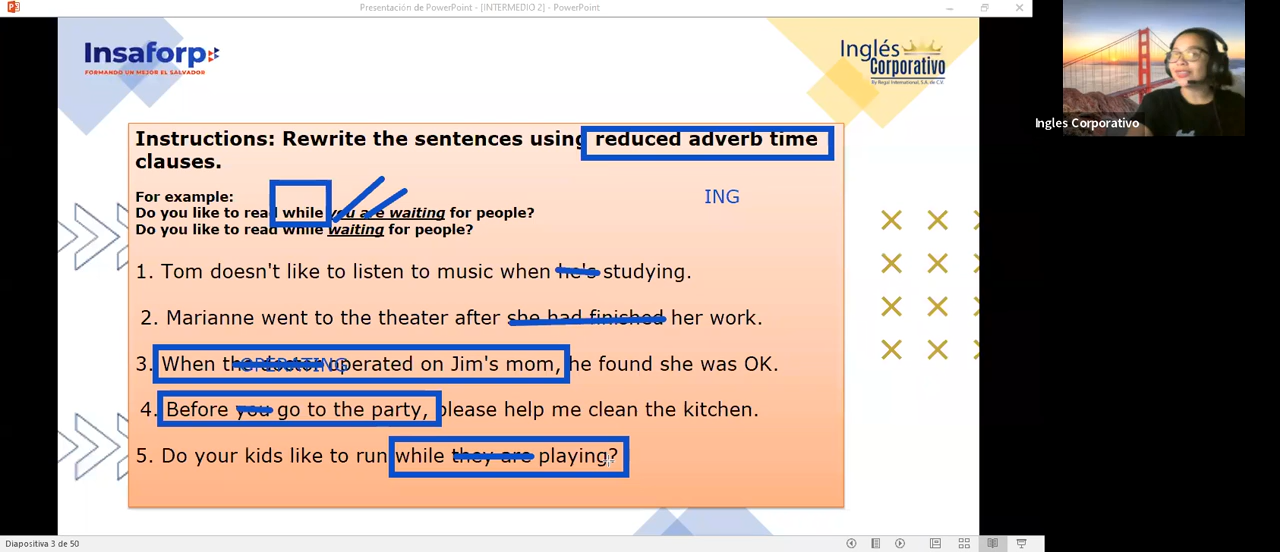 Presentación de PowerPoint - [INTERMEDIO 2] - PowerPoint
Insaforp
FORMANDO UN MEJOR EL SALVADOR
Inglés
Corporativo
By Regal International, S.A. de C.V.
Ingles Corporativo
Instructions: Rewrite the sentences using reduced adverb time
clauses.
For example:
ING
Do you like to read while you are waiting for people?
Do you like to read while waiting for people?
1. Tom doesn't like to listen to music when he's studying.
2. Marianne went to the theater after she had finished her work.
3. When the doctor operated on Jim's mom, he found she was OK.
OPERATING
4. Before you go to the party, please help me clean the kitchen.
5. Do your kids like to run while they are playing?
Diapositiva 3 de 50